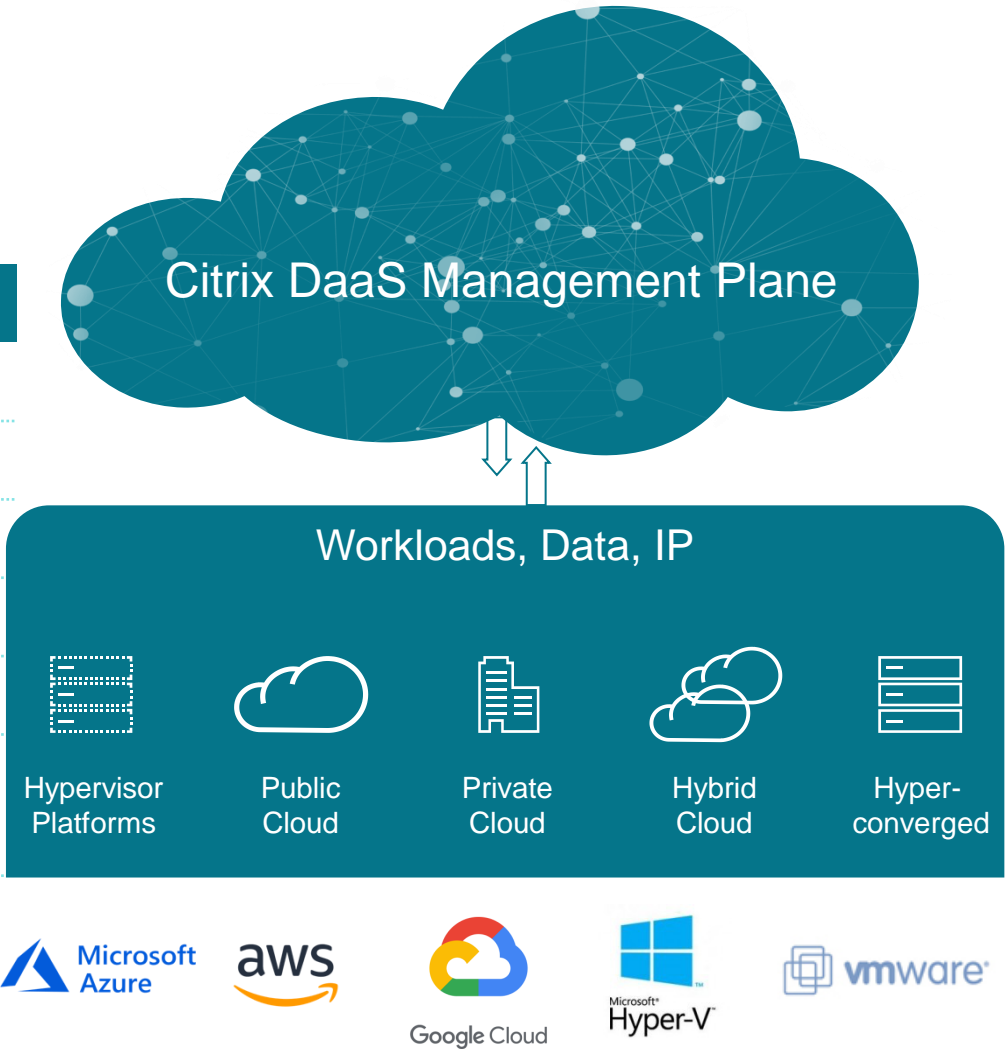 Citrix DaaS Management Plane
Workloads, Data, IP
Hypervisor
Platforms
Public
Cloud
Private
Cloud
Hybrid
Cloud
Hyper-
converged
Microsoft
Azure
aws
Google Cloud
Microsoft®
Hyper-V™
vmware®